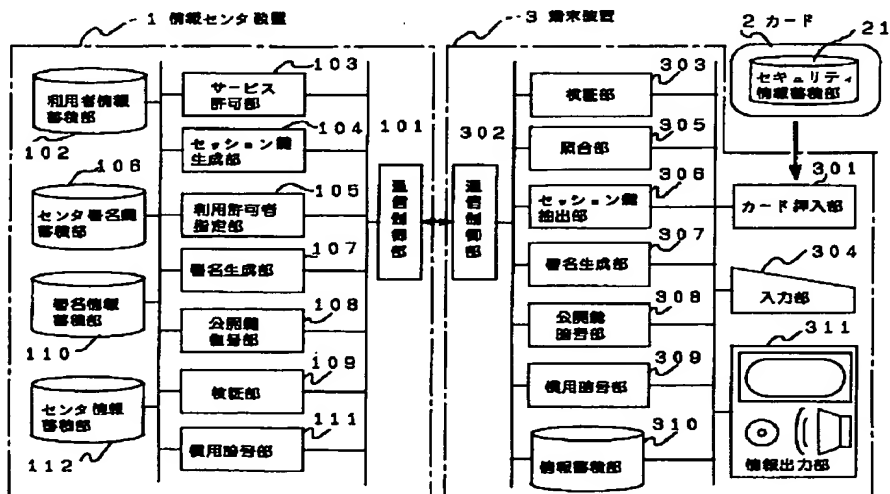 1 情報センタ装置
3 端末装置
2 カード
21
セキュリティ
情報蓄積部
利用者情報
蓄積部
102
106
センタ署名鍵
蓄積部
署名情報
蓄積部
110
センタ情報
蓄積部
112
103
サービス
許可部
104
セッション鍵
生成部
105
利用許可者
指定部
107
署名生成部
108
公開鍵
復号部
109
検証部
111
慣用暗号部
101
通信制御部
302
通信制御部
303
検証部
305
照合部
306
セッション鍵
抽出部
307
署名生成部
308
公開鍵
暗号部
309
慣用暗号部
310
情報蓄積部
301
カード挿入部
304
入力部
311
情報出力部